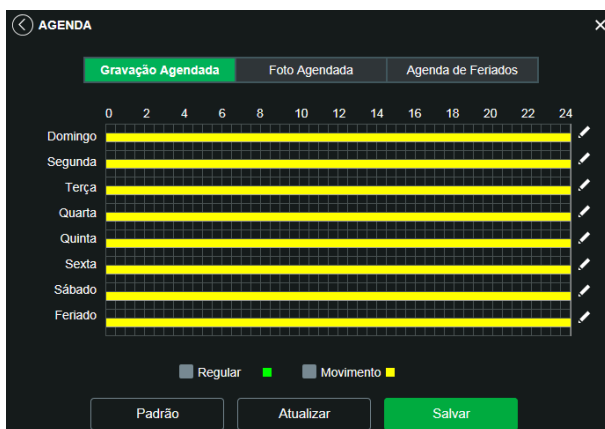 AGENDA
Gravação Agendada Foto Agendada Agenda de Feriados
0 2 4 6 8 10 12 14 16 18 20 22 24
Domingo
Segunda
Terça
Quarta
Quinta
Sexta
Sábado
Feriado
Regular Movimento
Padrão Atualizar Salvar